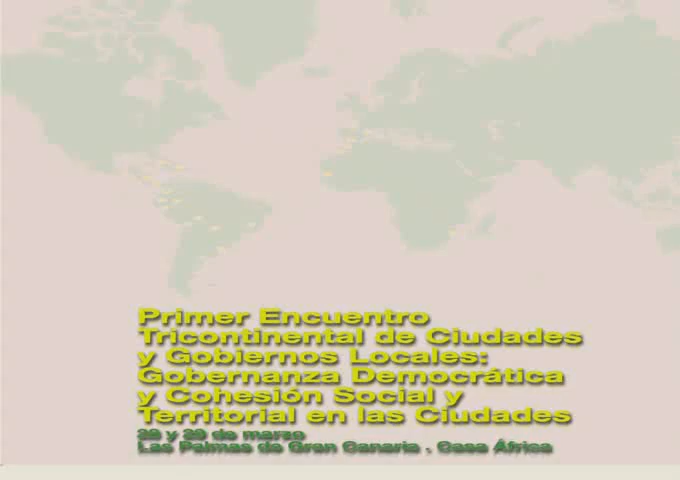 Primer Encuentro
Tricontinental de Ciudades
y Gobiernos Locales:
Gobernanza Democrática
y Cohesión Social y
Territorial en las Ciudades
28 y 29 de marzo
Las Palmas de Gran Canaria . Casa África